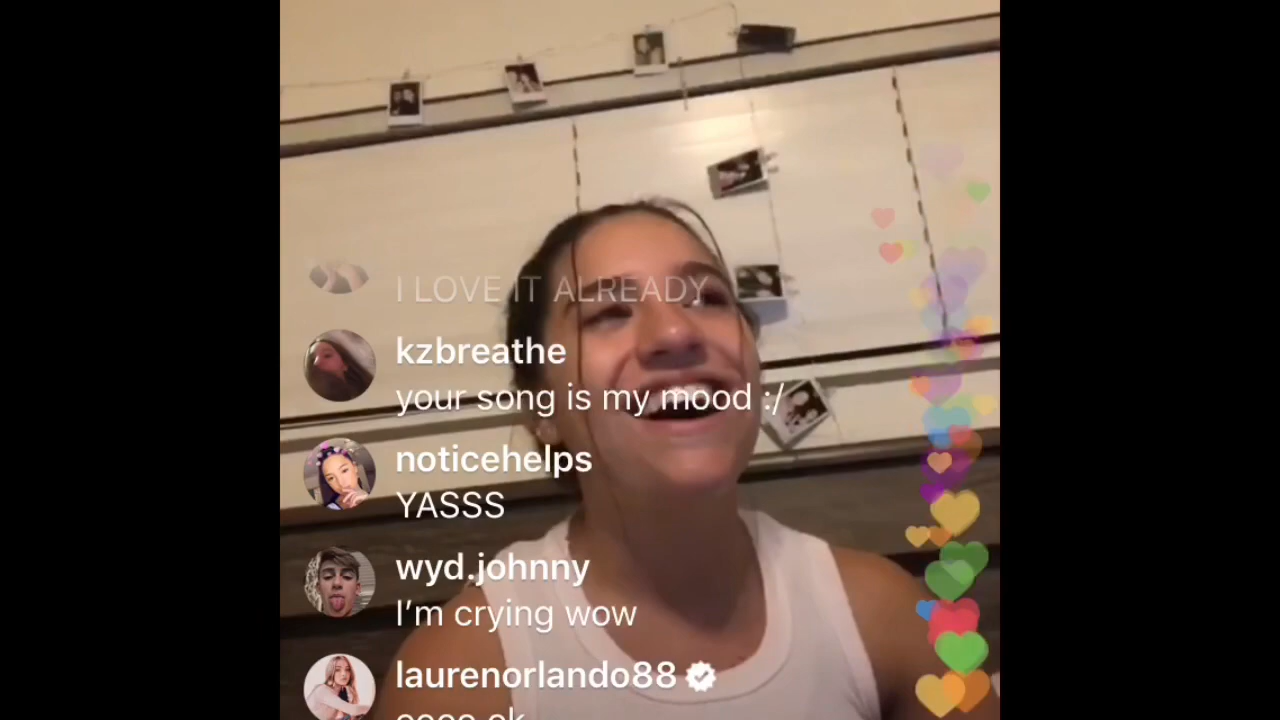 I LOVE IT ALREADY
kzbreathe
your song is my mood :/
noticehelps
YASSS
wyd.johnny
I'm crying wow
laurenorlando88